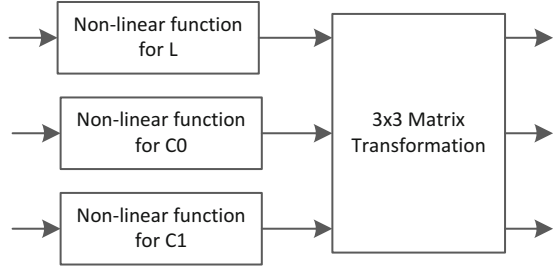 Non-linear function
for L
Non-linear function
for C0
Non-linear function
for C1
3x3 Matrix
Transformation